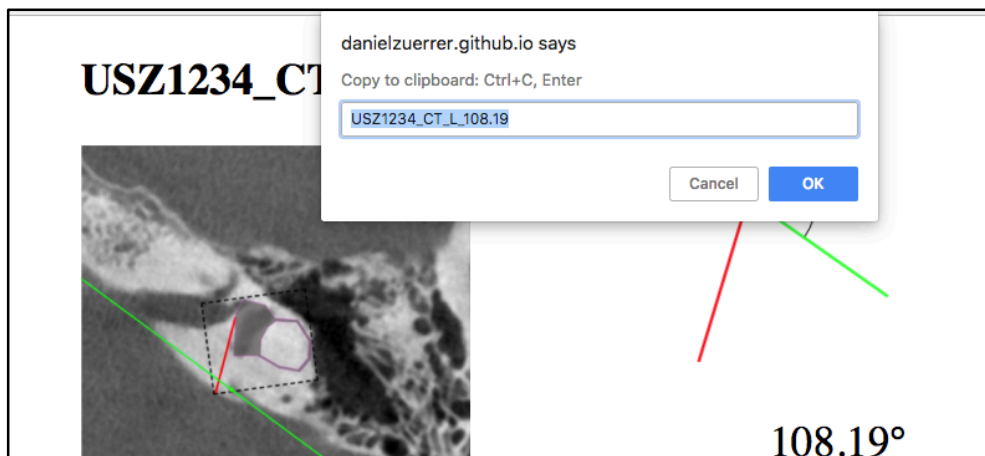 danielzuerrer.github.io says
USZ1234_CT
Copy to clipboard: Ctrl+C, Enter
USZ1234_CT_L_108.19
Cancel OK
108.19°